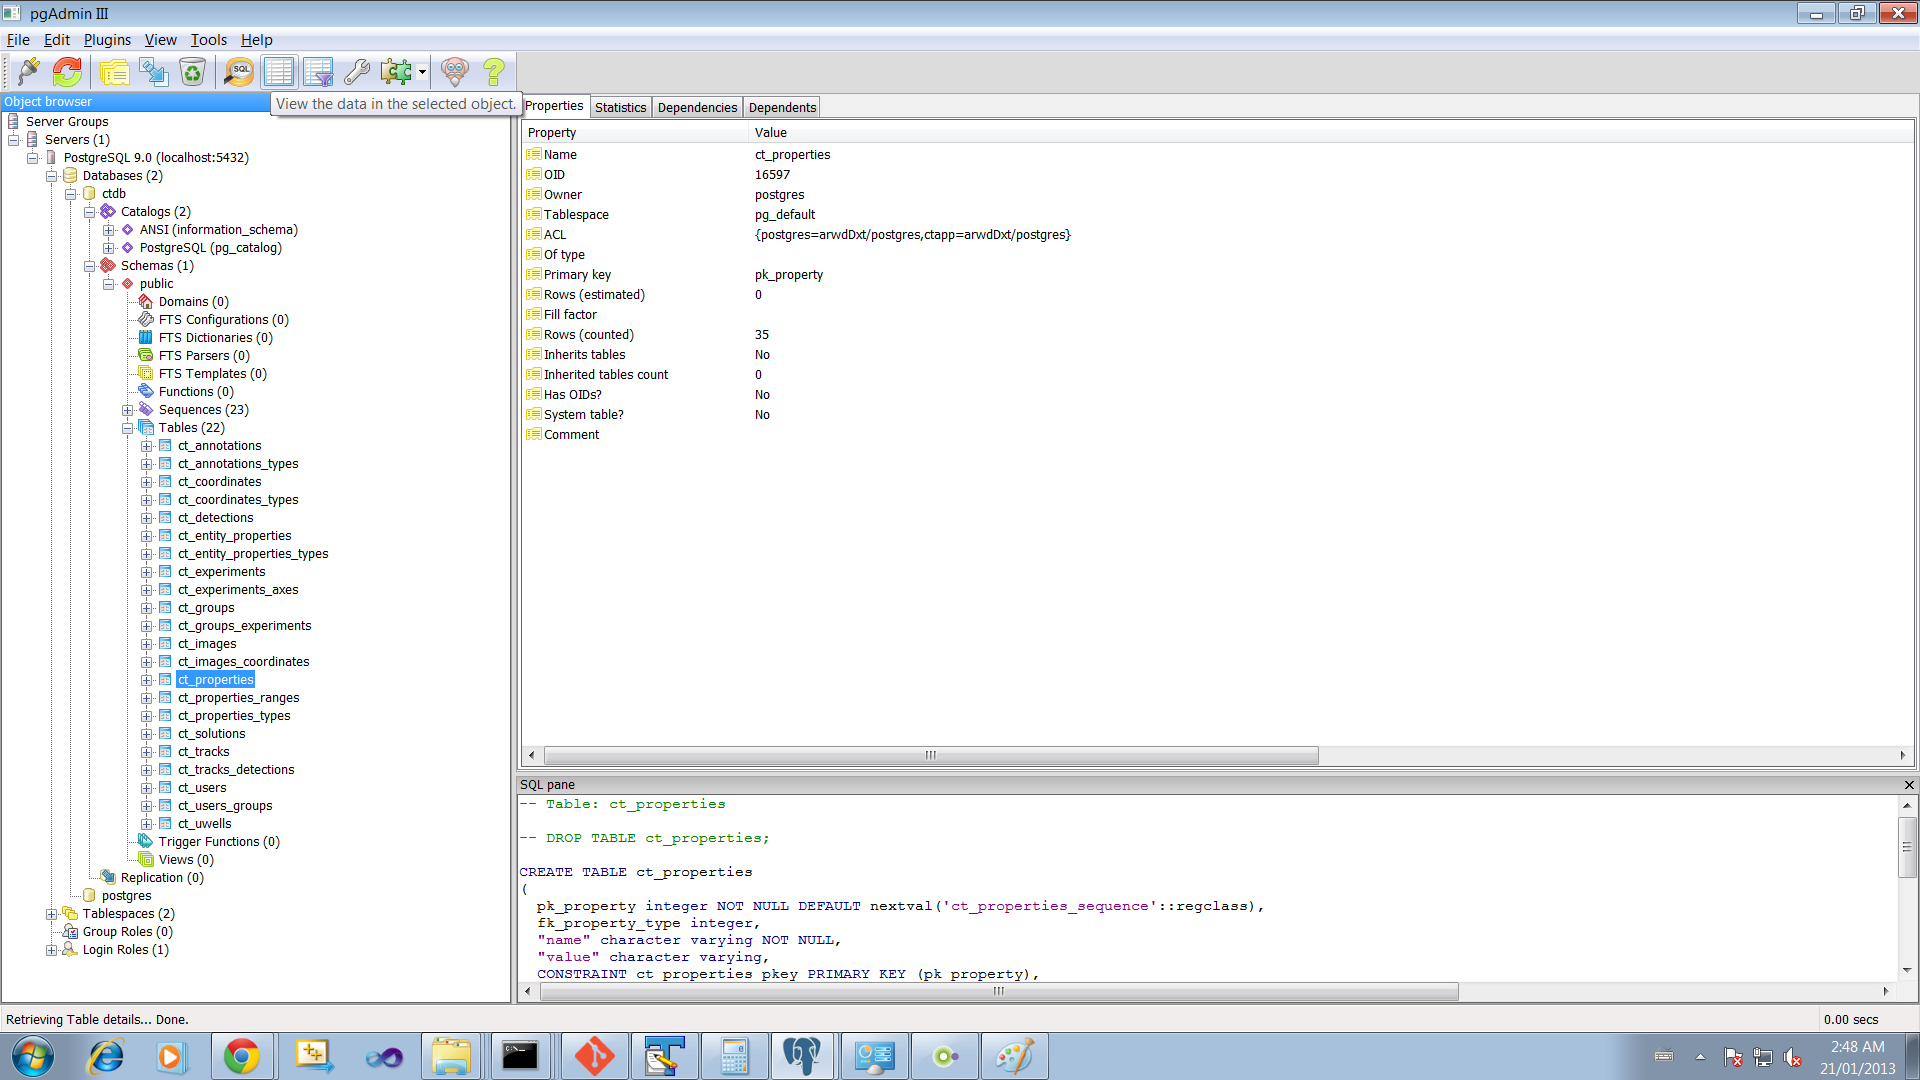 pgAdmin III
File Edit Plugins View Tools Help
SQL
View the data in the selected object.
Object browser
Server Groups
Servers (1)
PostgreSQL 9.0 (localhost:5432)
Databases (2)
ctdb
Catalogs (2)
ANSI (information_schema)
PostgreSQL (pg_catalog)
Schemas (1)
public
Domains (0)
FTS Configurations (0)
FTS Dictionaries (0)
FTS Parsers (0)
FTS Templates (0)
Functions (0)
Sequences (23)
Tables (22)
ct_annotations
ct_annotations_types
ct_coordinates
ct_coordinates_types
ct_detections
ct_entity_properties
ct_entity_properties_types
ct_experiments
ct_experiments_axes
ct_groups
ct_groups_experiments
ct_images
ct_images_coordinates
ct_properties
ct_properties_ranges
ct_properties_types
ct_solutions
ct_tracks
ct_tracks_detections
ct_users
ct_users_groups
ct_uwells
Trigger Functions (0)
Views (0)
Replication (0)
postgres
Tablespaces (2)
Group Roles (0)
Login Roles (1)
Properties Statistics Dependencies Dependents
Property Value
Name ct_properties
OID 16597
Owner postgres
Tablespace pg_default
ACL {postgres=arwdDxt/postgres,ctapp=arwdDxt/postgres}
Of type
Primary key pk_property
Rows (estimated) 0
Fill factor
Rows (counted) 35
Inherits tables No
Inherited tables count 0
Has OIDs? No
System table? No
Comment
SQL pane
-- Table: ct_properties
-- DROP TABLE ct_properties;
CREATE TABLE ct_properties
(
pk_property integer NOT NULL DEFAULT nextval('ct_properties_sequence'::regclass),
fk_property_type integer,
"name" character varying NOT NULL,
"value" character varying,
CONSTRAINT ct_properties_pkey PRIMARY KEY (pk_property),
Retrieving Table details... Done.
0.00 secs
2:48 AM
21/01/2013